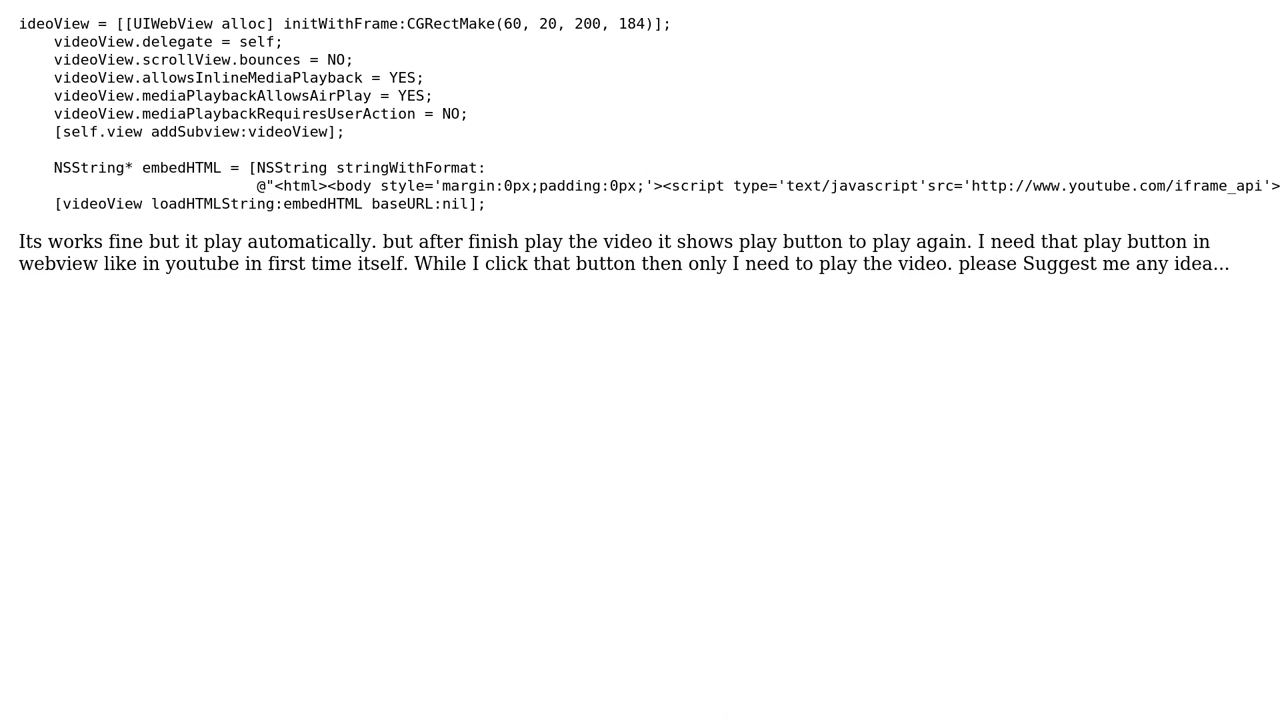 ideoView = [[UIWebView alloc] initWithFrame:CGRectMake(60, 20, 200, 184)];
videoView.delegate = self;
videoView.scrollView.bounces = NO;
videoView.allowsInlineMediaPlayback = YES;
videoView.mediaPlaybackAllowsAirPlay = YES;
videoView.mediaPlaybackRequiresUserAction = NO;
[self.view addSubview:videoView];
NSString* embedHTML = [NSString stringWithFormat:
@"<html><body style='margin:0px;padding:0px;'><script type='text/javascript'src='http://www.youtube.com/iframe_api'>
[videoView loadHTMLString:embedHTML baseURL:nil];
Its works fine but it play automatically. but after finish play the video it shows play button to play again. I need that play button in
webview like in youtube in first time itself. While I click that button then only I need to play the video. please Suggest me any idea...